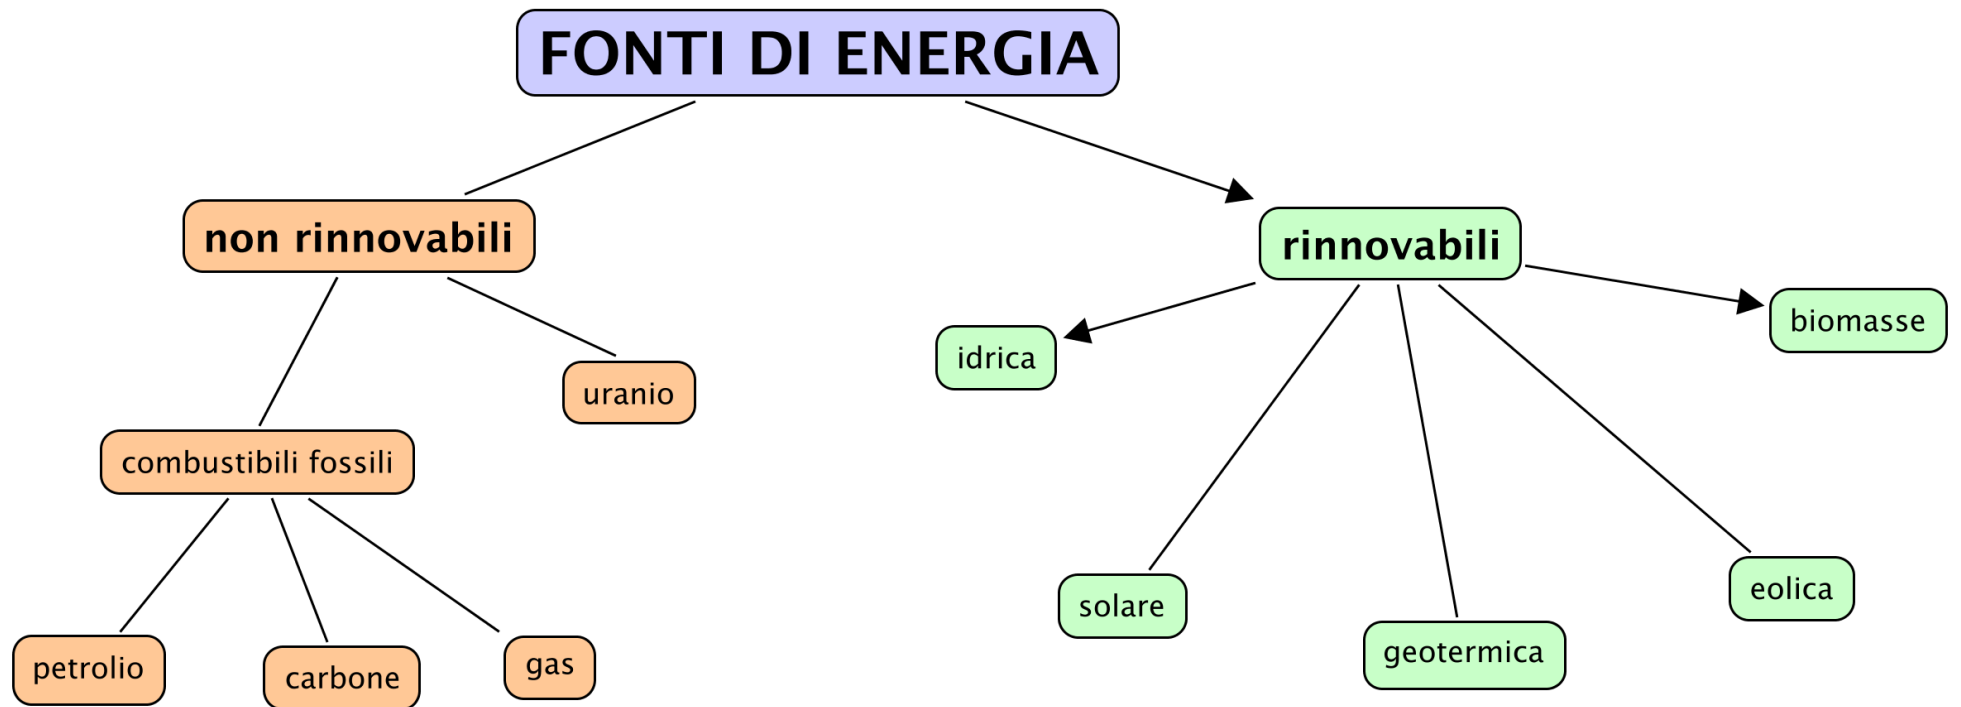 FONTI DI ENERGIA
non rinnovabili
rinnovabili
biomasse
idrica
uranio
combustibili fossili
eolica
solare
geotermica
petrolio
carbone
gas